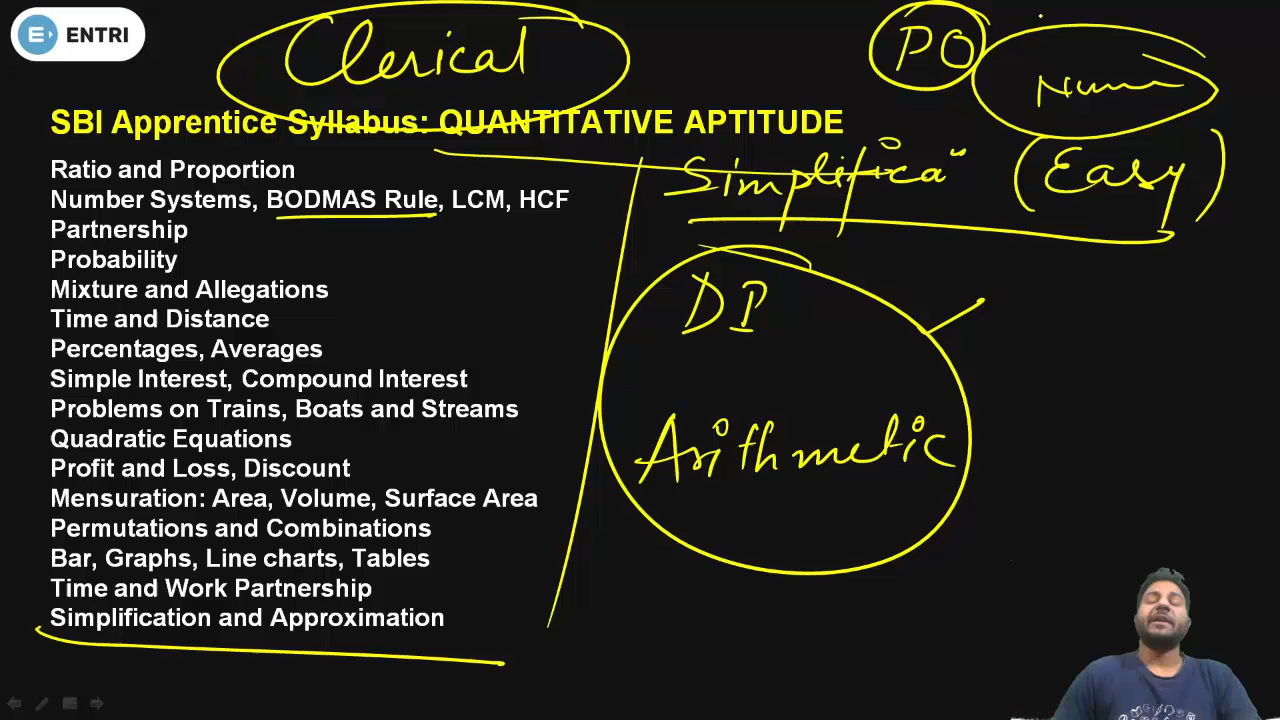 ENTRI
Clerical
PO
SBI Apprentice Syllabus: QUANTITATIVE APTITUDE
Ratio and Proportion
Number Systems, BODMAS Rule, LCM, HCF
Partnership
Probability
Mixture and Allegations
Time and Distance
Percentages, Averages
Simple Interest, Compound Interest
Problems on Trains, Boats and Streams
Quadratic Equations
Profit and Loss, Discount
Mensuration: Area, Volume, Surface Area
Permutations and Combinations
Bar, Graphs, Line charts, Tables
Time and Work Partnership
Simplification and Approximation
(Easy)
DI
Arithmetic